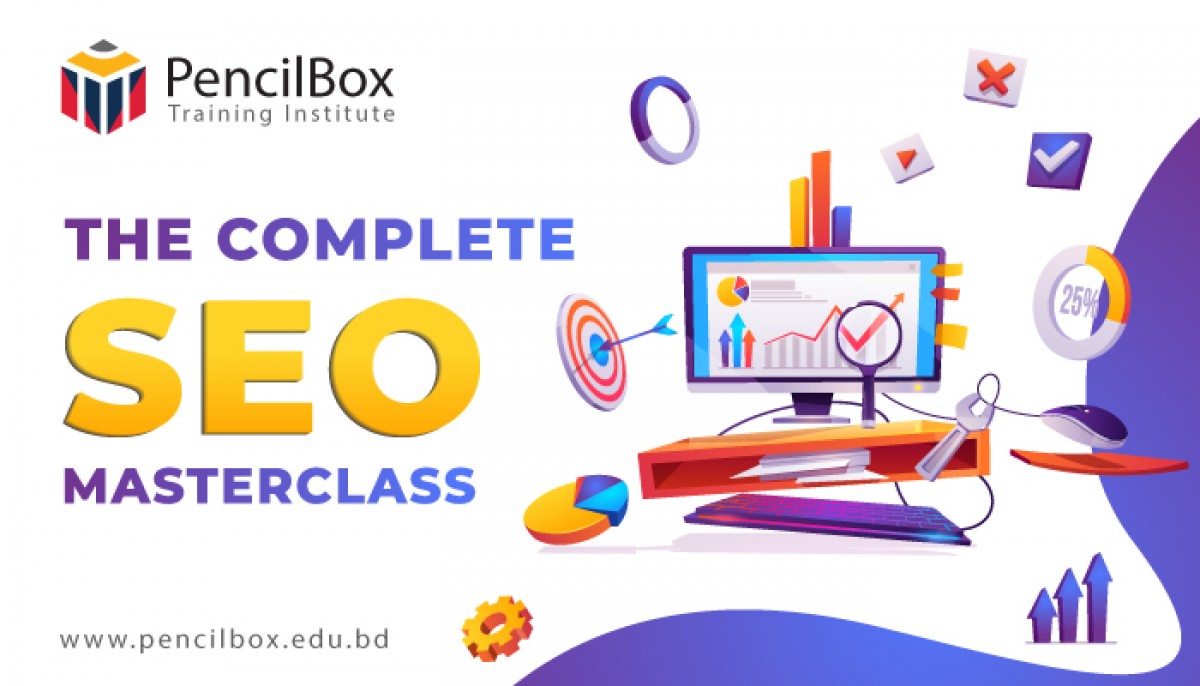 PencilBox
Training Institute
THE COMPLETE
SEO
MASTERCLASS
25%
www.pencilbox.edu.bd